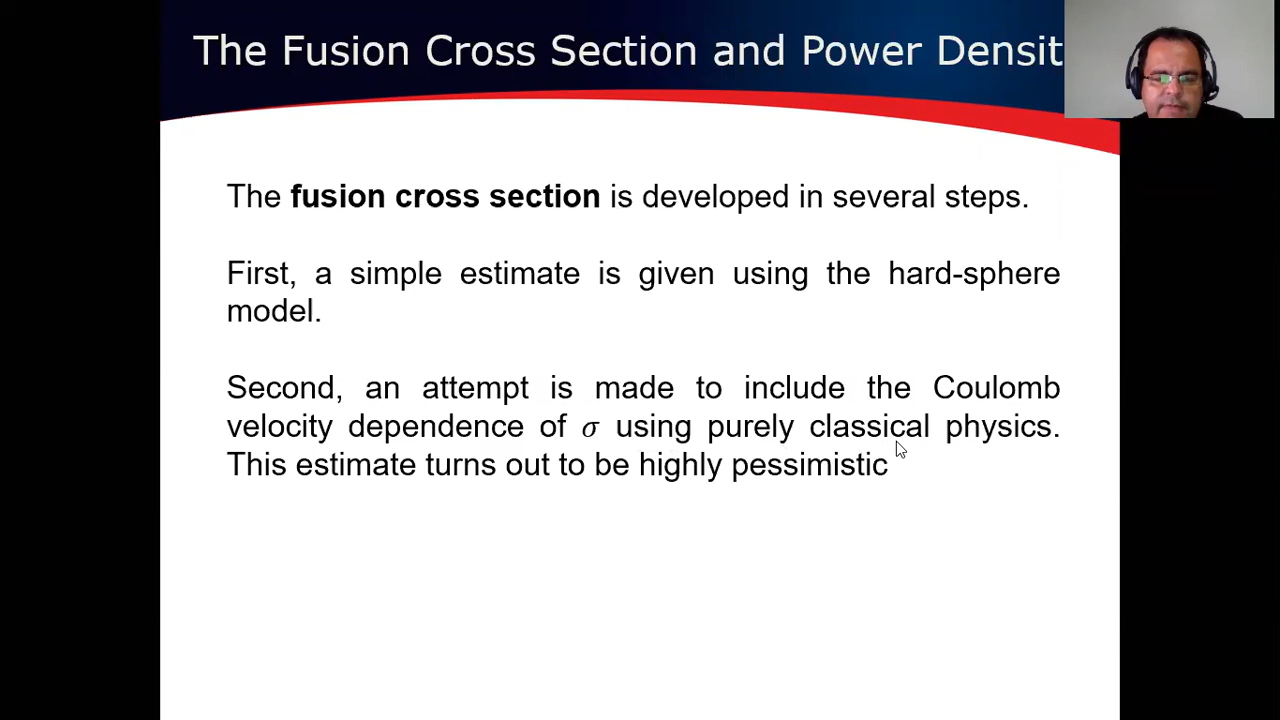 The Fusion Cross Section and Power Densit
The fusion cross section is developed in several steps.
First, a simple estimate is given using the hard-sphere
model.
Second, an attempt is made to include the Coulomb
velocity dependence of σ using purely classical physics.
This estimate turns out to be highly pessimistic